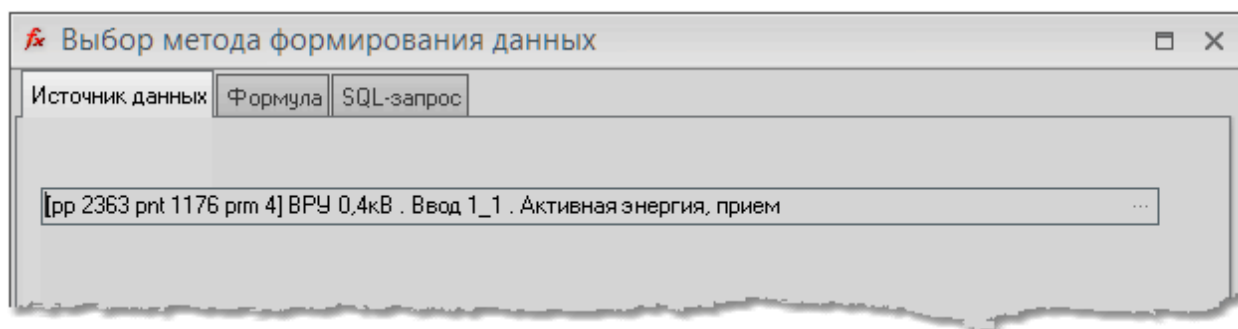 Выбор метода формирования данных
Источник данных Формула SQL-запрос
[pp 2363 pnt 1176 prm 4] ВРУ 0,4кВ . Ввод 1_1 . Активная энергия, прием ...